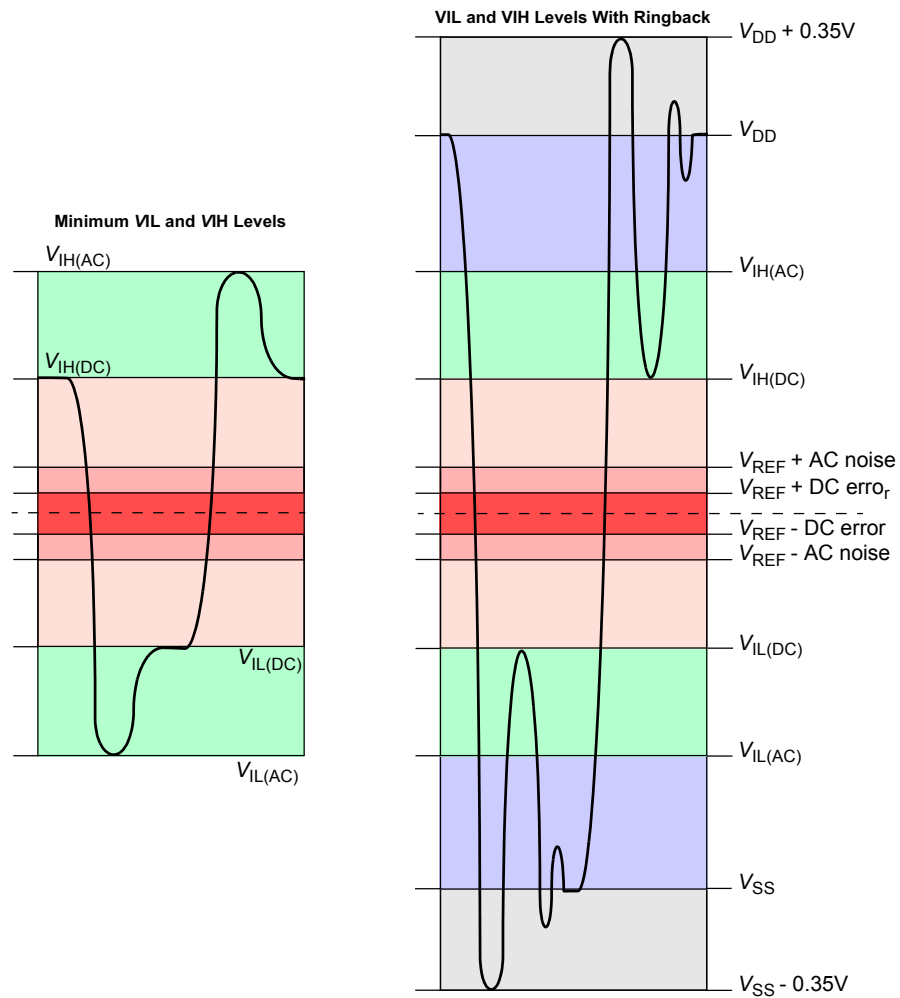 VIL and VIH Levels With Ringback
VDD + 0.35V
VDD
Minimum VIL and VIH Levels
VIH(AC)
VIH(AC)
VIH(DC)
VIH(DC)
VREF + AC noise
VREF + DC error
VREF - DC error
VREF - AC noise
VIL(DC)
VIL(DC)
VIL(AC)
VIL(AC)
VSS
VSS - 0.35V